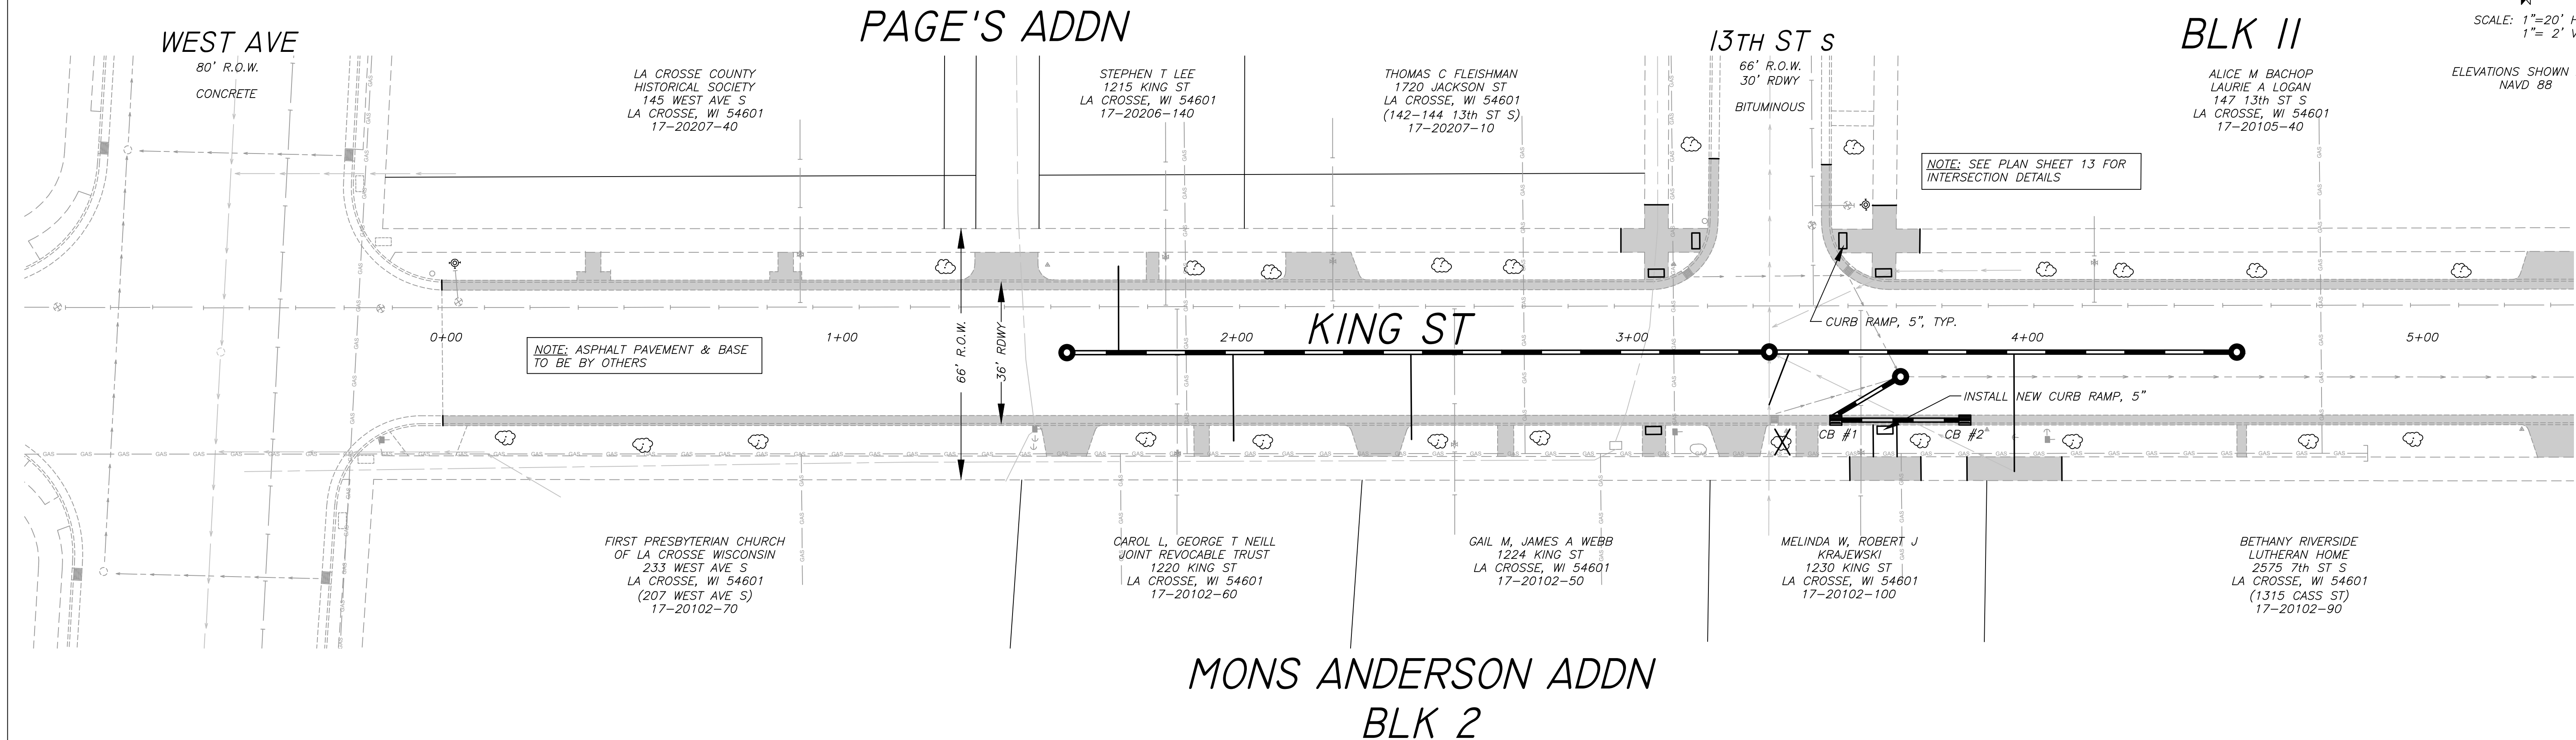 PAGE'S ADDN
WEST AVE
80' R.O.W.
CONCRETE
LA CROSSE COUNTY
HISTORICAL SOCIETY
145 WEST AVE S
LA CROSSE, WI 54601
17-20207-40
STEPHEN T LEE
1215 KING ST
LA CROSSE, WI 54601
17-20206-140
THOMAS C FLEISHMAN
1720 JACKSON ST
LA CROSSE, WI 54601
(142-144 13th ST S)
17-20207-10
13TH ST S
66' R.O.W.
30' RDWY
BITUMINOUS
BLK II
ALICE M BACHOP
LAURIE A LOGAN
147 13th ST S
LA CROSSE, WI 54601
17-20105-40
SCALE: 1"=20' H
1"= 2' V
ELEVATIONS SHOWN
NAVD 88
NOTE: SEE PLAN SHEET 13 FOR
INTERSECTION DETAILS
CURB RAMP, 5", TYP.
KING ST
0+00
1+00
2+00
3+00
4+00
5+00
NOTE: ASPHALT PAVEMENT & BASE
TO BE BY OTHERS
66' R.O.W.
36' RDWY
INSTALL NEW CURB RAMP, 5"
CB #1
CB #2
GAS
FIRST PRESBYTERIAN CHURCH
OF LA CROSSE WISCONSIN
233 WEST AVE S
LA CROSSE, WI 54601
(207 WEST AVE S)
17-20102-70
CAROL L, GEORGE T NEILL
JOINT REVOCABLE TRUST
1220 KING ST
LA CROSSE, WI 54601
17-20102-60
GAIL M, JAMES A WEBB
1224 KING ST
LA CROSSE, WI 54601
17-20102-50
MELINDA W, ROBERT J
KRAJEWSKI
1230 KING ST
LA CROSSE, WI 54601
17-20102-100
BETHANY RIVERSIDE
LUTHERAN HOME
2575 7th ST S
LA CROSSE, WI 54601
(1315 CASS ST)
17-20102-90
MONS ANDERSON ADDN
BLK 2